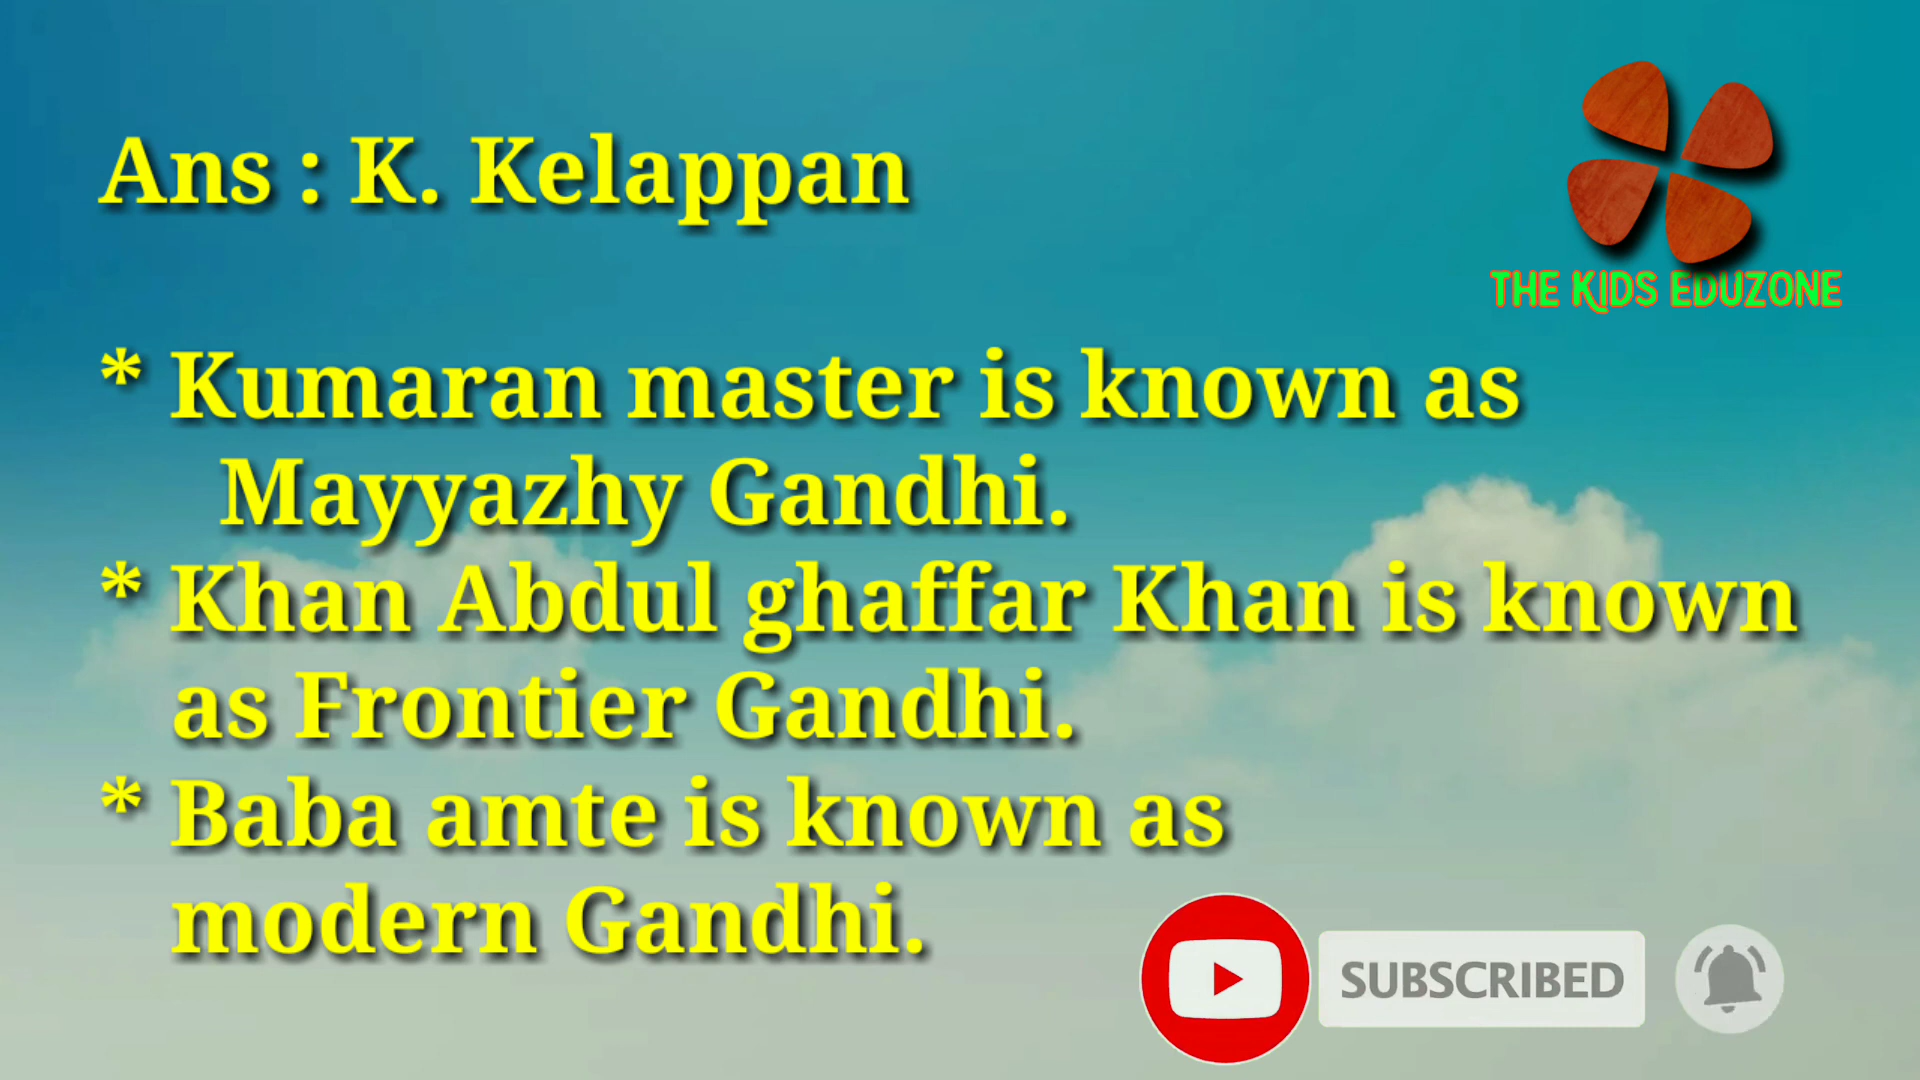 Ans : K. Kelappan
THE KIDS EDUZONE
* Kumaran master is known as
Mayyazhy Gandhi.
* Khan Abdul ghaffar Khan is known
as Frontier Gandhi.
* Baba amte is known as
modern Gandhi.
SUBSCRIBED